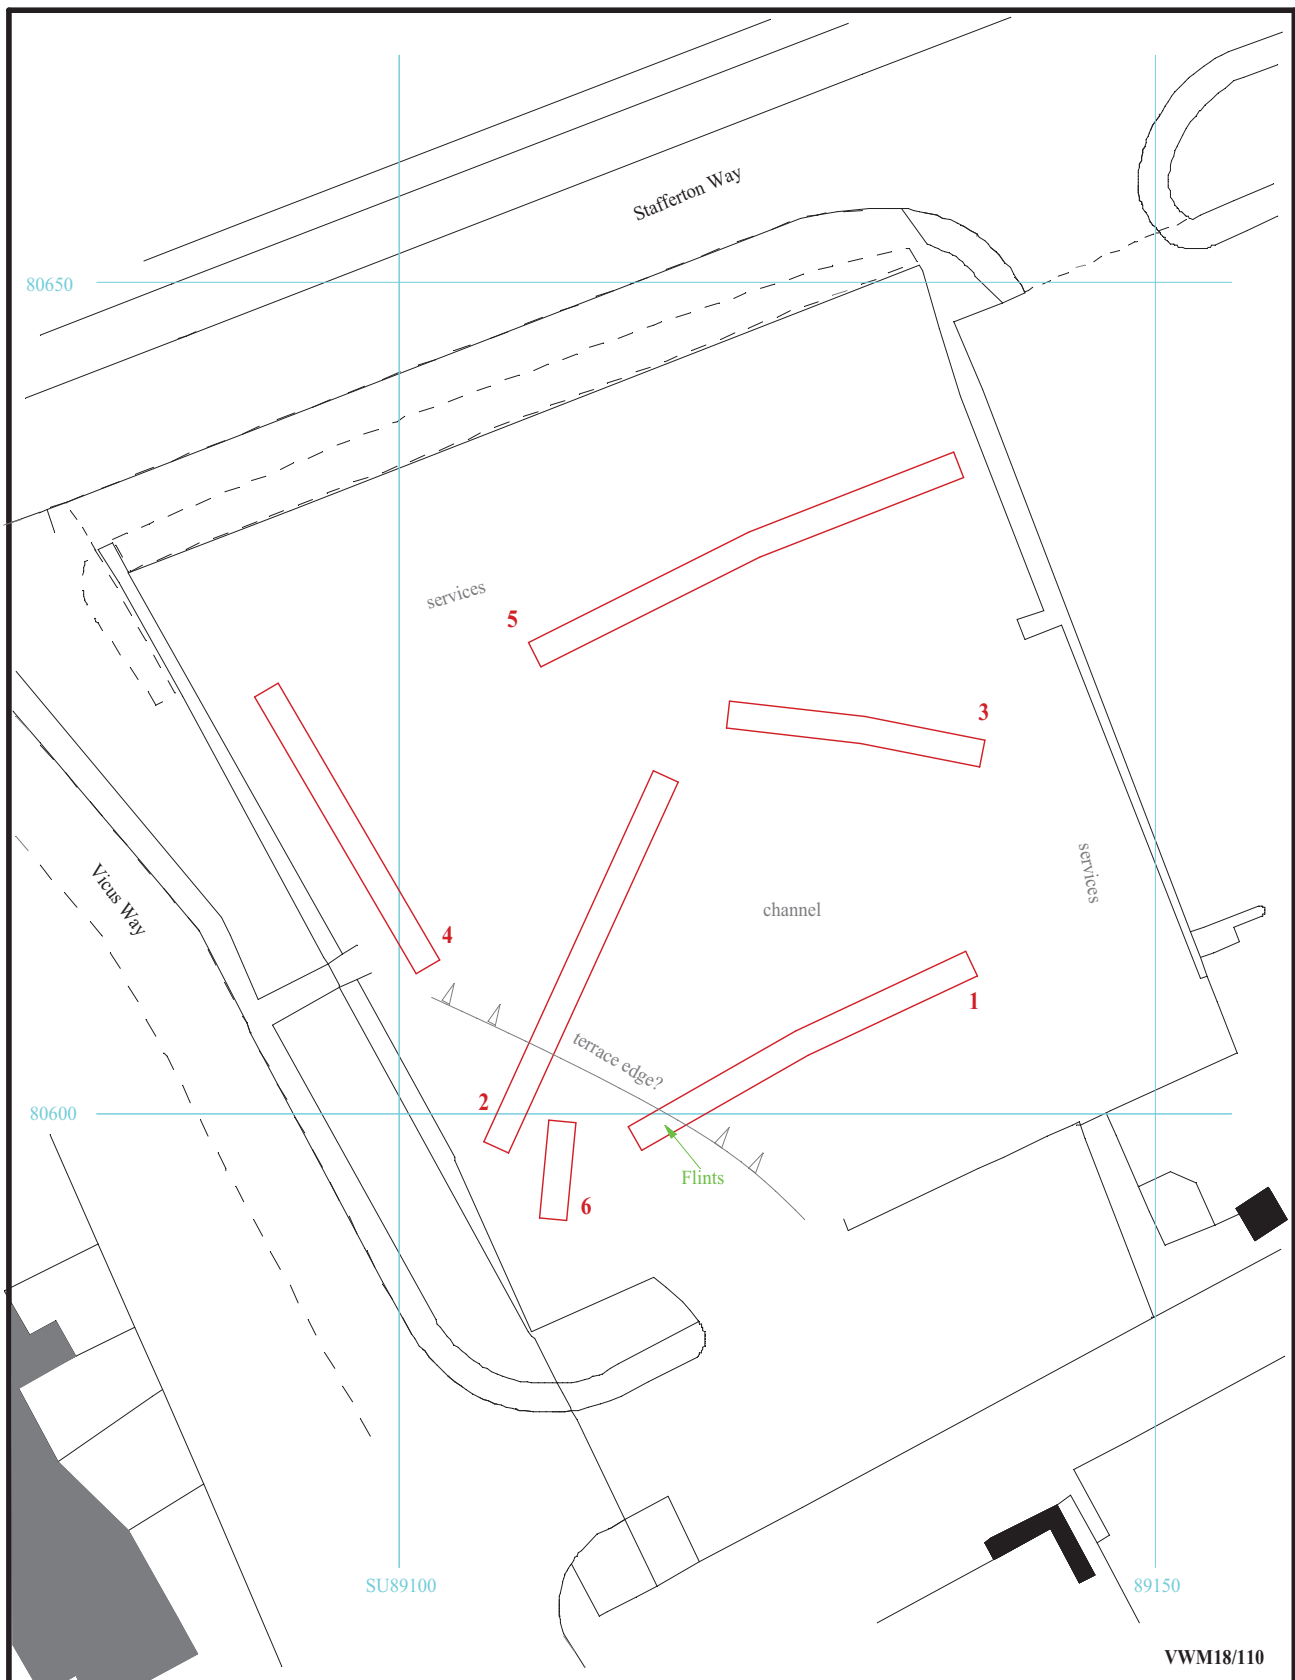 Stafferton Way
80650
services
5
3
Vicus Way
services
channel
4
1
terrace edge?
2
80600
Flints
6
SU89100
89150
VWM18/110